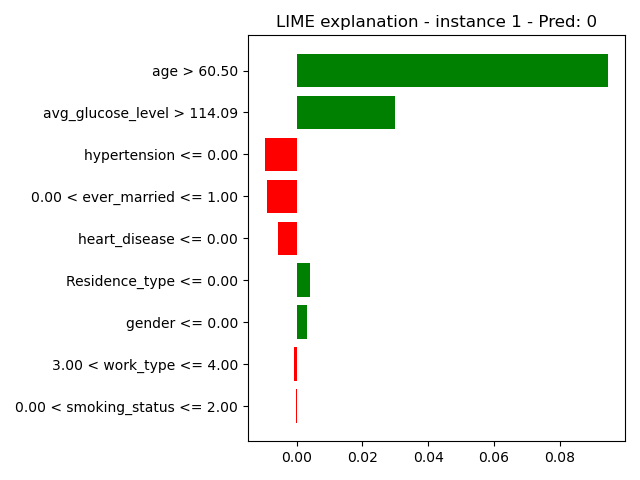 LIME explanation - instance 1 - Pred: 0
age > 60.50
avg_glucose_level > 114.09
hypertension <= 0.00
0.00 < ever_married <= 1.00
heart_disease <= 0.00
Residence_type <= 0.00
gender <= 0.00
3.00 < work_type <= 4.00
0.00 < smoking_status <= 2.00
0.00 0.02 0.04 0.06 0.08